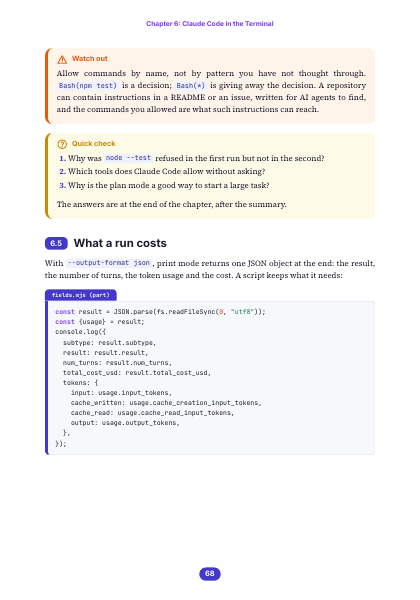 Chapter 6: Claude Code in the Terminal
Watch out
Allow commands by name, not by pattern you have not thought through.
Bash(npm test) is a decision; Bash(*) is giving away the decision. A repository
can contain instructions in a README or an issue, written for AI agents to find,
and the commands you allowed are what such instructions can reach.
Quick check
1. Why was node --test refused in the first run but not in the second?
2. Which tools does Claude Code allow without asking?
3. Why is the plan mode a good way to start a large task?
The answers are at the end of the chapter, after the summary.
6.5 What a run costs
With --output-format json, print mode returns one JSON object at the end: the result,
the number of turns, the token usage and the cost. A script keeps what it needs:
fields.mjs (part)
const result = JSON.parse(fs.readFileSync(0, "utf8"));
const {usage} = result;
console.log({
  subtype: result.subtype,
  result: result.result,
  num_turns: result.num_turns,
  total_cost_usd: result.total_cost_usd,
  tokens: {
    input: usage.input_tokens,
    cache_written: usage.cache_creation_input_tokens,
    cache_read: usage.cache_read_input_tokens,
    output: usage.output_tokens,
  },
});
68